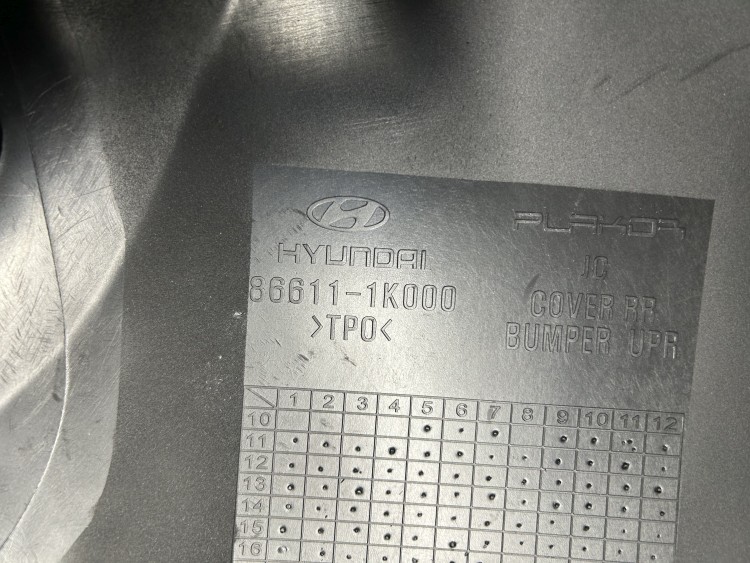 HYUNDAI
86611-1K000
>TPO<
PLAKOR
JC
COVER RR
BUMPER UPR
1 2 3 4 5 6 7 8 9 10 11 12
10
11
12
13
14
15
16